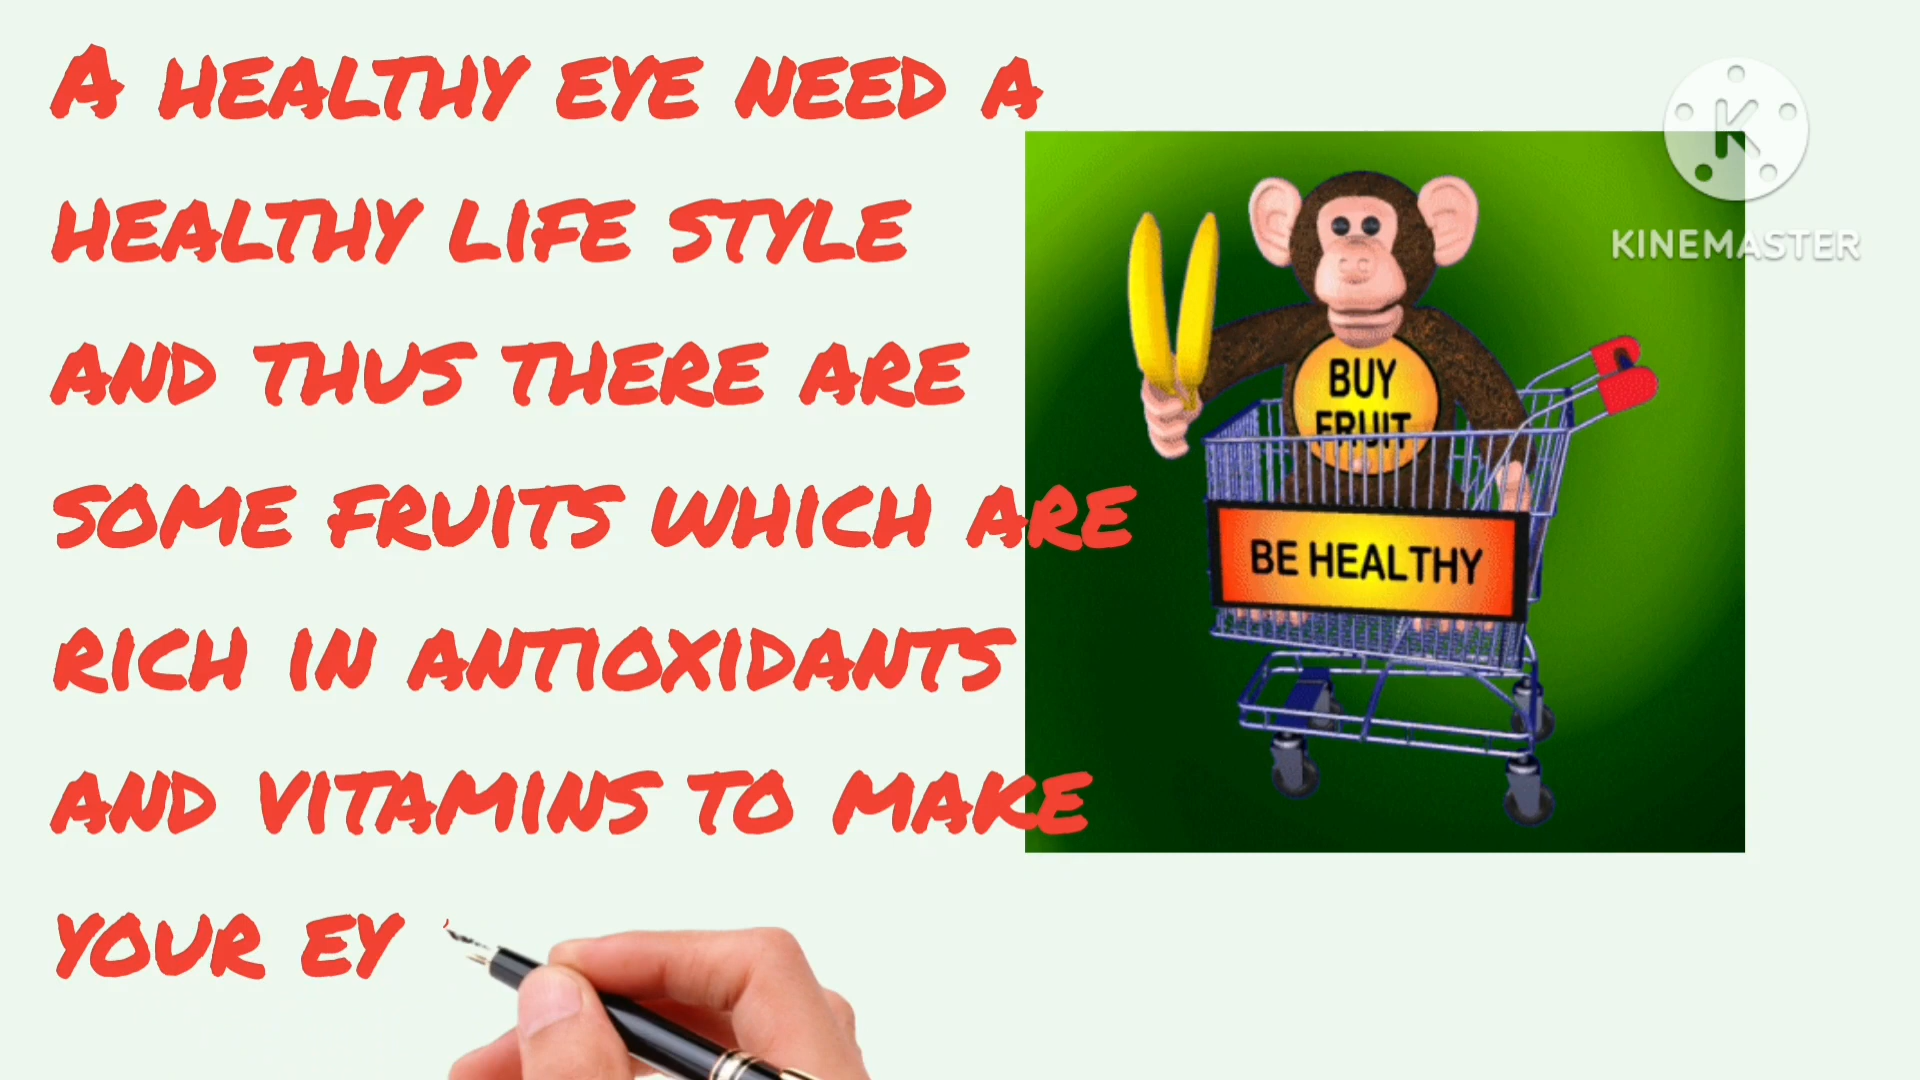 A HEALTHY EYE NEED A
HEALTHY LIFE STYLE
AND THUS THERE ARE
SOME FRUITS WHICH ARE
RICH IN ANTIOXIDANTS
AND VITAMINS TO MAKE
YOUR EY
BUY
FRUIT
BE HEALTHY
K
KINEMASTER